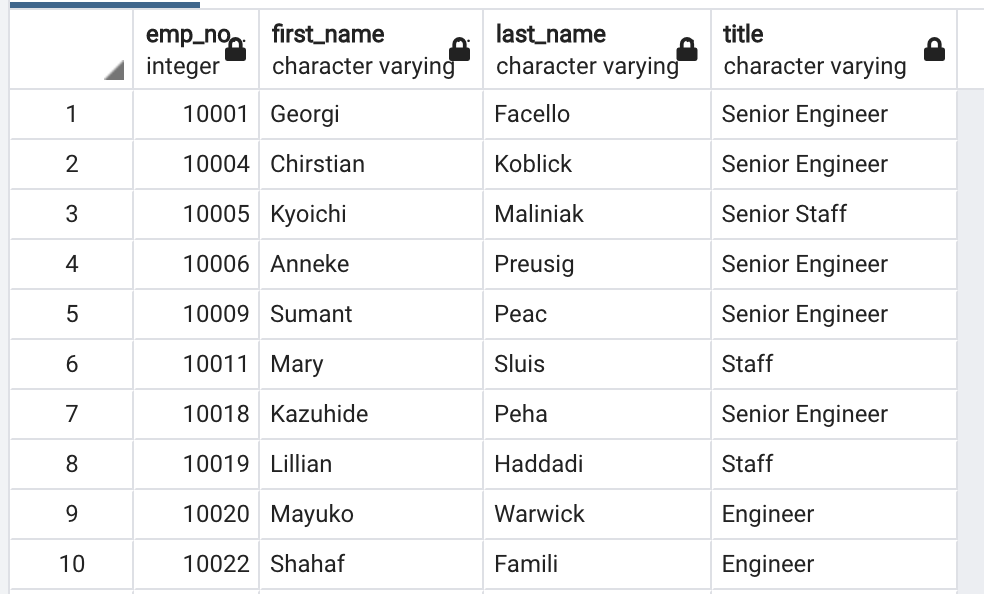 emp_no first_name last_name title
integer character varying character varying character varying
1 10001 Georgi Facello Senior Engineer
2 10004 Chirstian Koblick Senior Engineer
3 10005 Kyoichi Maliniak Senior Staff
4 10006 Anneke Preusig Senior Engineer
5 10009 Sumant Peac Senior Engineer
6 10011 Mary Sluis Staff
7 10018 Kazuhide Peha Senior Engineer
8 10019 Lillian Haddadi Staff
9 10020 Mayuko Warwick Engineer
10 10022 Shahaf Famili Engineer